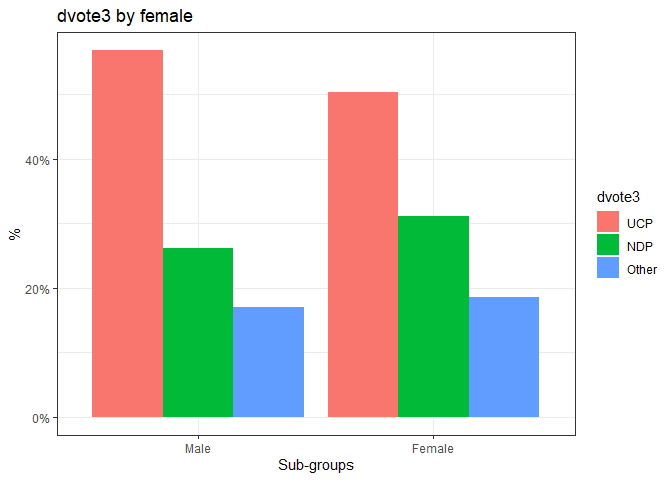 dvote3 by female
%
40%
20%
0%
Male
Female
Sub-groups
dvote3
UCP
NDP
Other